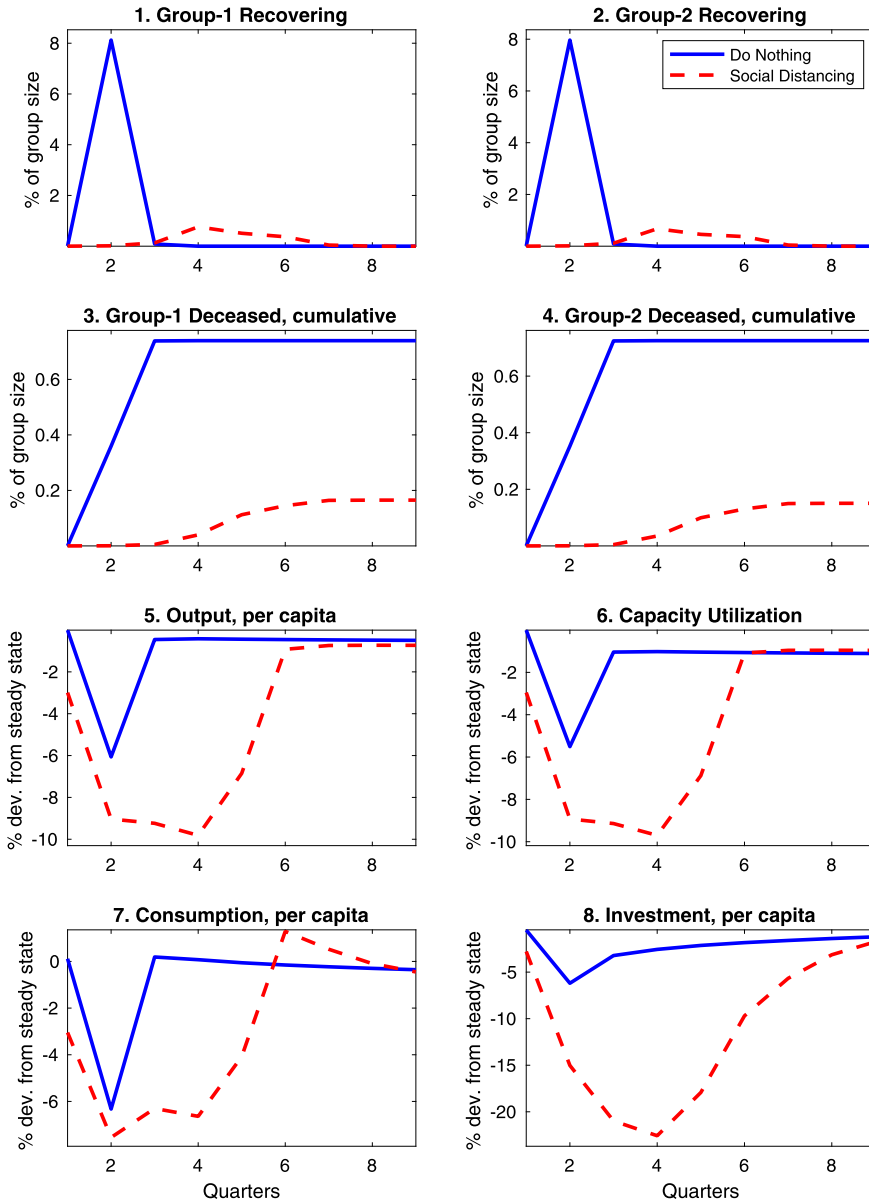 1. Group-1 Recovering
2. Group-2 Recovering
% of group size
8
6
4
2
2 4 6 8
% of group size
8
6
4
2
2 4 6 8
Do Nothing
Social Distancing
3. Group-1 Deceased, cumulative
4. Group-2 Deceased, cumulative
% of group size
0.6
0.4
0.2
2 4 6 8
% of group size
0.6
0.4
0.2
2 4 6 8
5. Output, per capita
6. Capacity Utilization
% dev. from steady state
-2
-4
-6
-8
-10
2 4 6 8
% dev. from steady state
-2
-4
-6
-8
-10
2 4 6 8
7. Consumption, per capita
8. Investment, per capita
% dev. from steady state
0
-2
-4
-6
2 4 6 8
Quarters
% dev. from steady state
-5
-10
-15
-20
2 4 6 8
Quarters